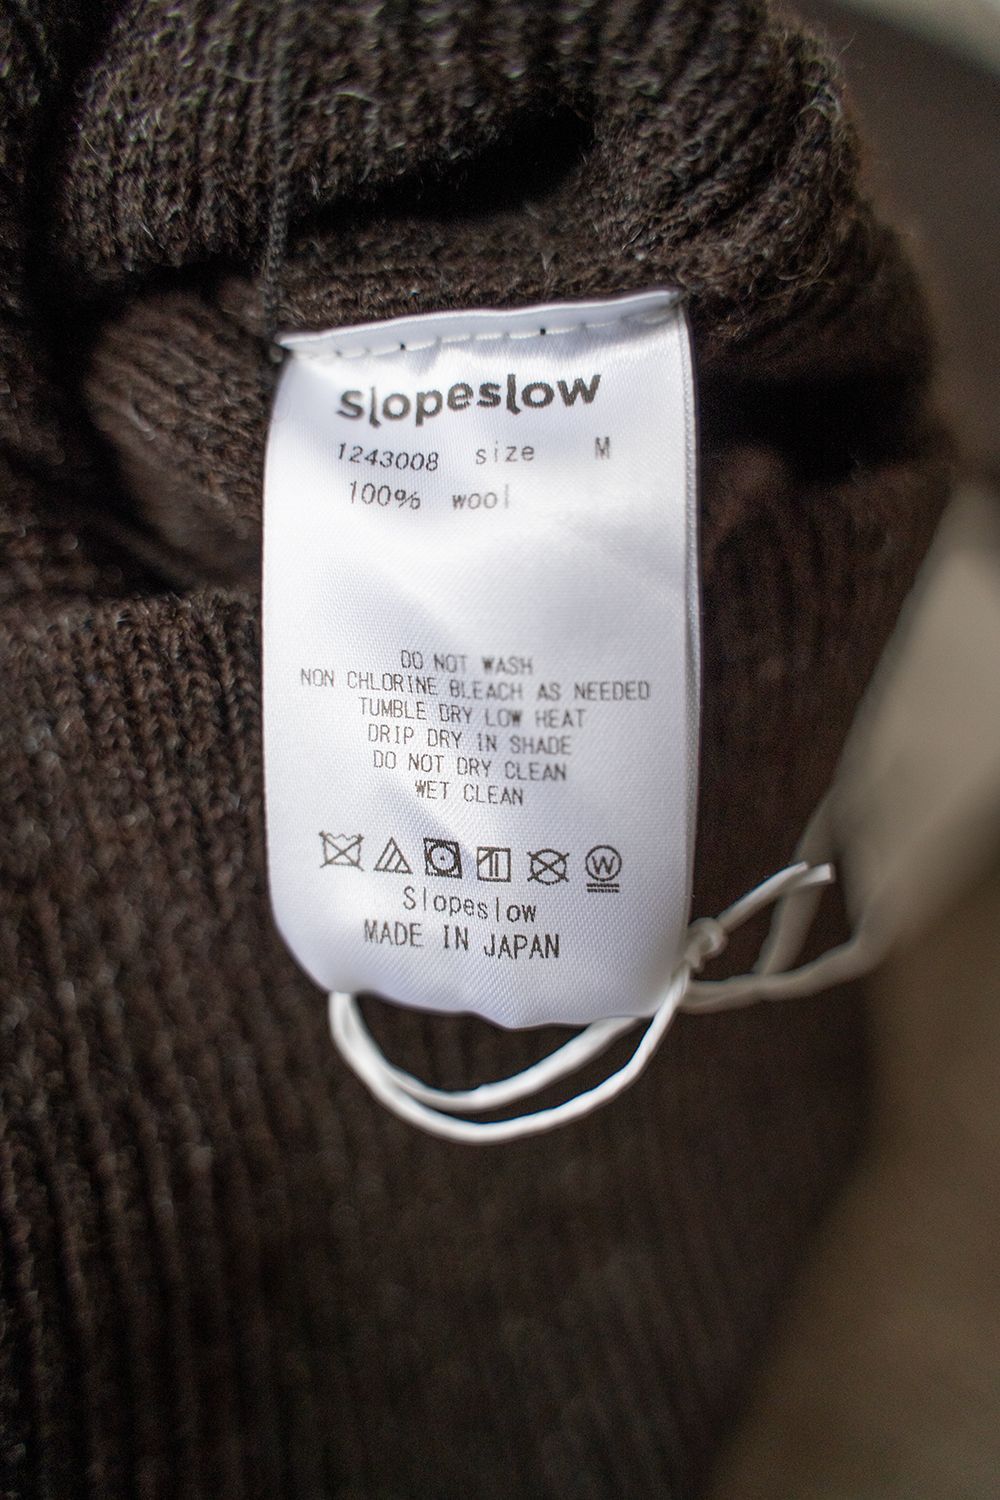 Slopeslow
1243008 size M
100% wool
DO NOT WASH
NON CHLORINE BLEACH AS NEEDED
TUMBLE DRY LOW HEAT
DRIP DRY IN SHADE
DO NOT DRY CLEAN
WET CLEAN
W
Slopeslow
MADE IN JAPAN